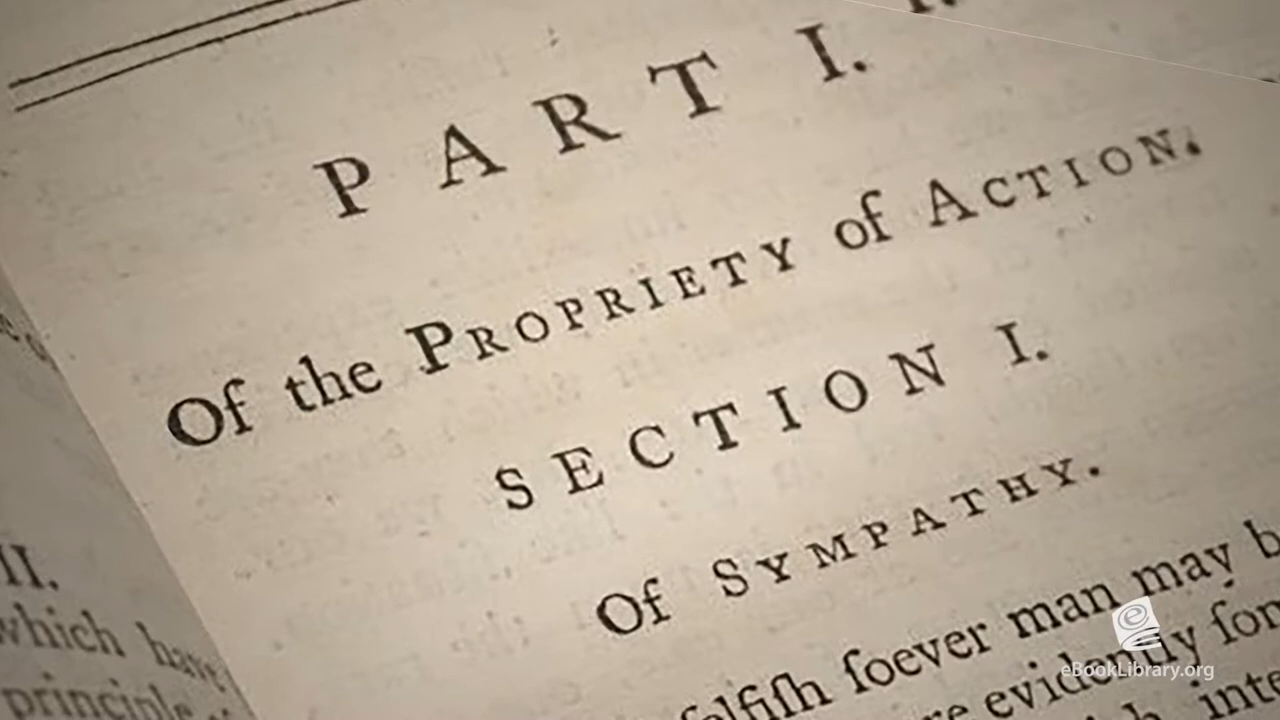 PART I.
Of the PROPRIETY of ACTION.
SECTION I.
Of SYMPATHY.
II.
ſelfiſh ſoever man may
which have
evidently
principle
eBookLibrary.org